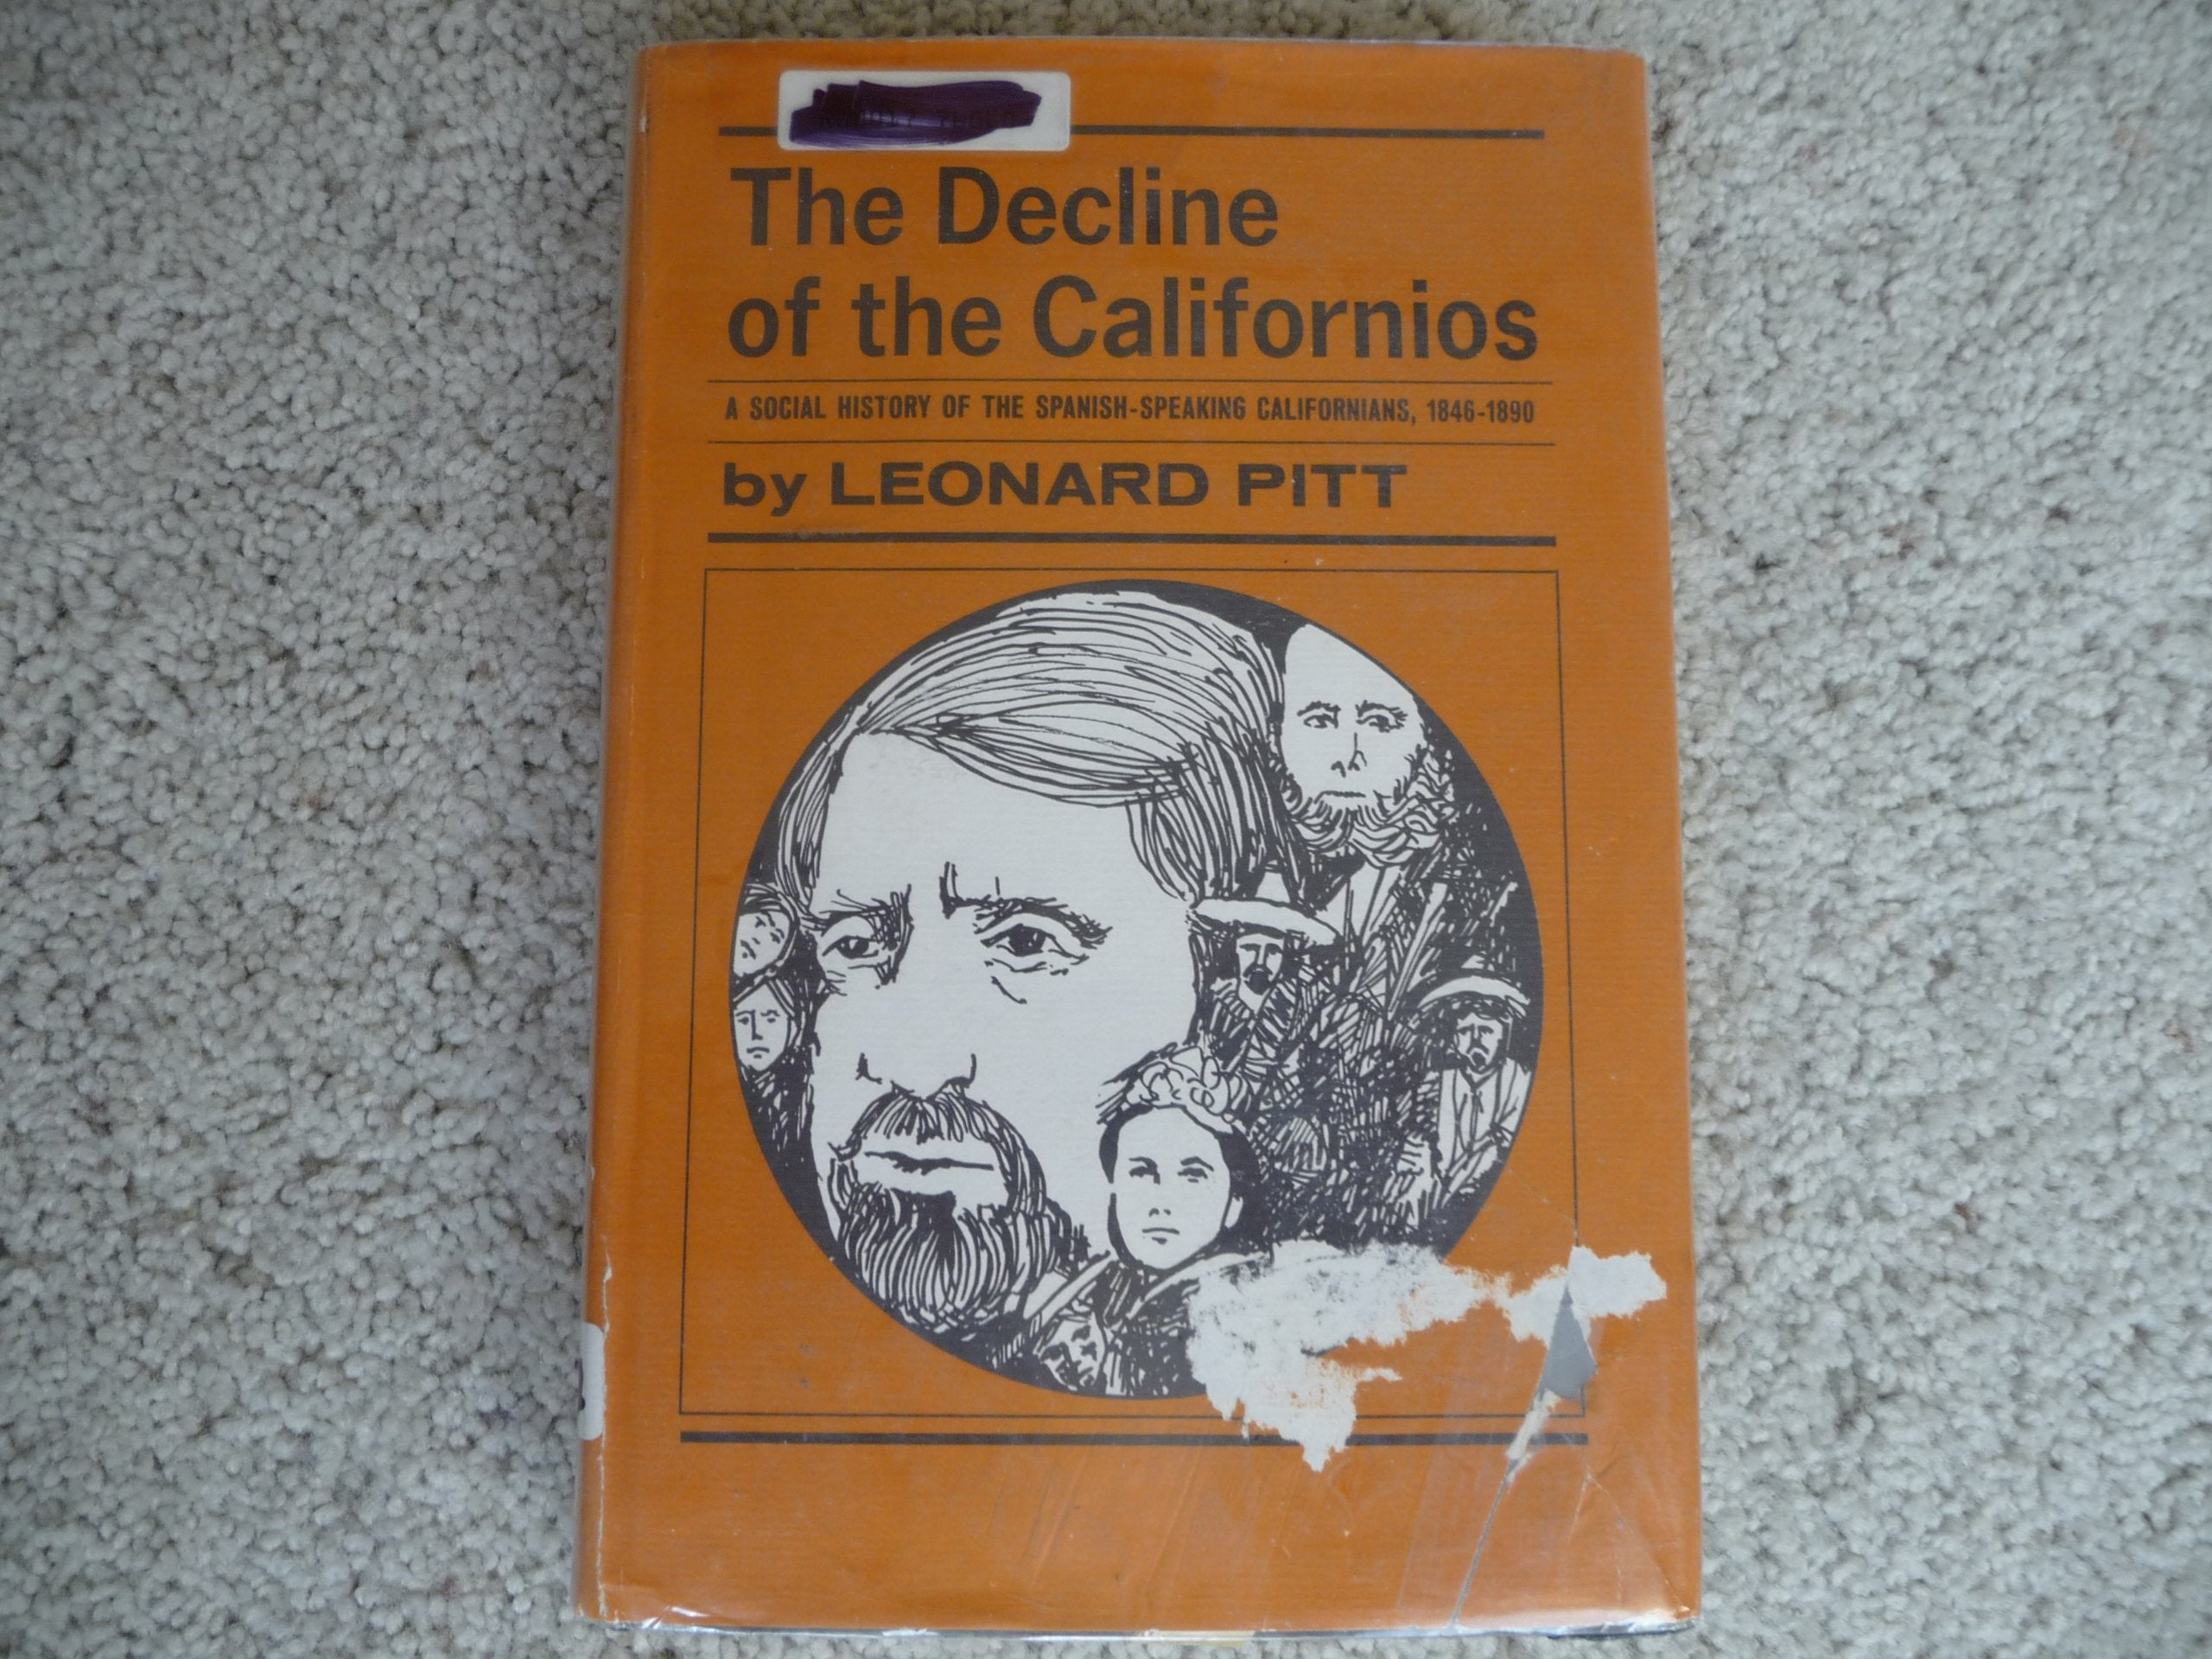 The Decline
of the Californios
A SOCIAL HISTORY OF THE SPANISH-SPEAKING CALIFORNIANS, 1846-1890
by LEONARD PITT